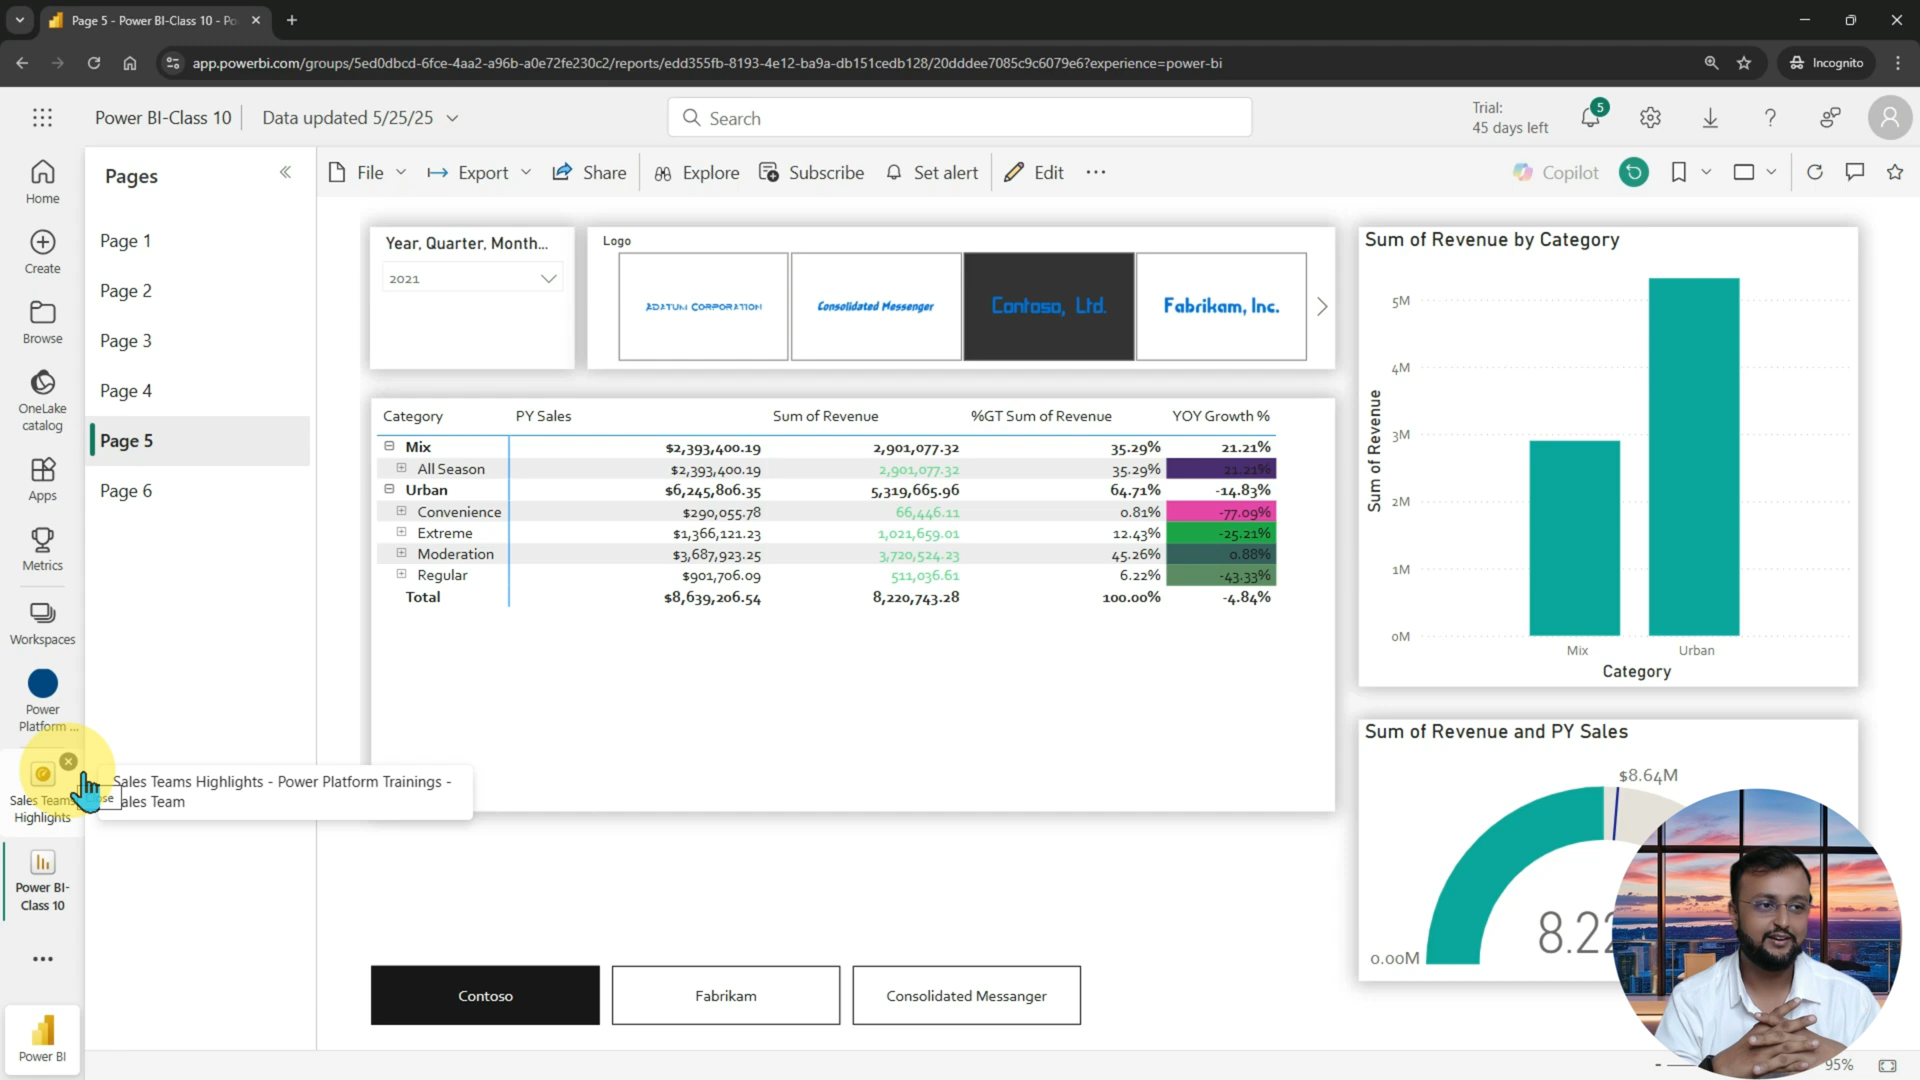 Page 5 - Power BI-Class 10 - Po
app.powerbi.com/groups/5ed0dbcd-6fce-4aa2-a96b-a0e72fe230c2/reports/edd355fb-8193-4e12-ba9a-db151cedb128/20dddee7085c9c6079e6?experience=power-bi
Incognito
Power BI-Class 10
Data updated 5/25/25
Search
Trial:
45 days left
5
Home
Create
Browse
OneLake
catalog
Apps
Metrics
Workspaces
Power
Platform ...
Sales Teams
Highlights
Power BI-
Class 10
Power BI
Pages
Page 1
Page 2
Page 3
Page 4
Page 5
Page 6
File
Export
Share
Explore
Subscribe
Set alert
Edit
Copilot
Year, Quarter, Month...
2021
Logo
ADATUM CORPORATION
Consolidated Messenger
Contoso, Ltd.
Fabrikam, Inc.
Category PY Sales Sum of Revenue %GT Sum of Revenue YOY Growth %
Mix $2,393,400.19 2,901,077.32 35.29% 21.21%
All Season $2,393,400.19 2,901,077.32 35.29% 21.21%
Urban $6,245,806.35 5,319,665.96 64.71% -14.83%
Convenience $290,055.78 66,446.11 0.81% -77.09%
Extreme $1,366,121.23 1,021,659.01 12.43% -25.21%
Moderation $3,687,923.25 3,720,524.23 45.26% 0.88%
Regular $901,706.09 511,036.61 6.22% -43.33%
Total $8,639,206.54 8,220,743.28 100.00% -4.84%
Sales Teams Highlights - Power Platform Trainings -
ales Team
Contoso
Fabrikam
Consolidated Messanger
Sum of Revenue by Category
Sum of Revenue
5M
4M
3M
2M
1M
0M
Mix
Urban
Category
Sum of Revenue and PY Sales
$8.64M
8.22
0.00M
95%